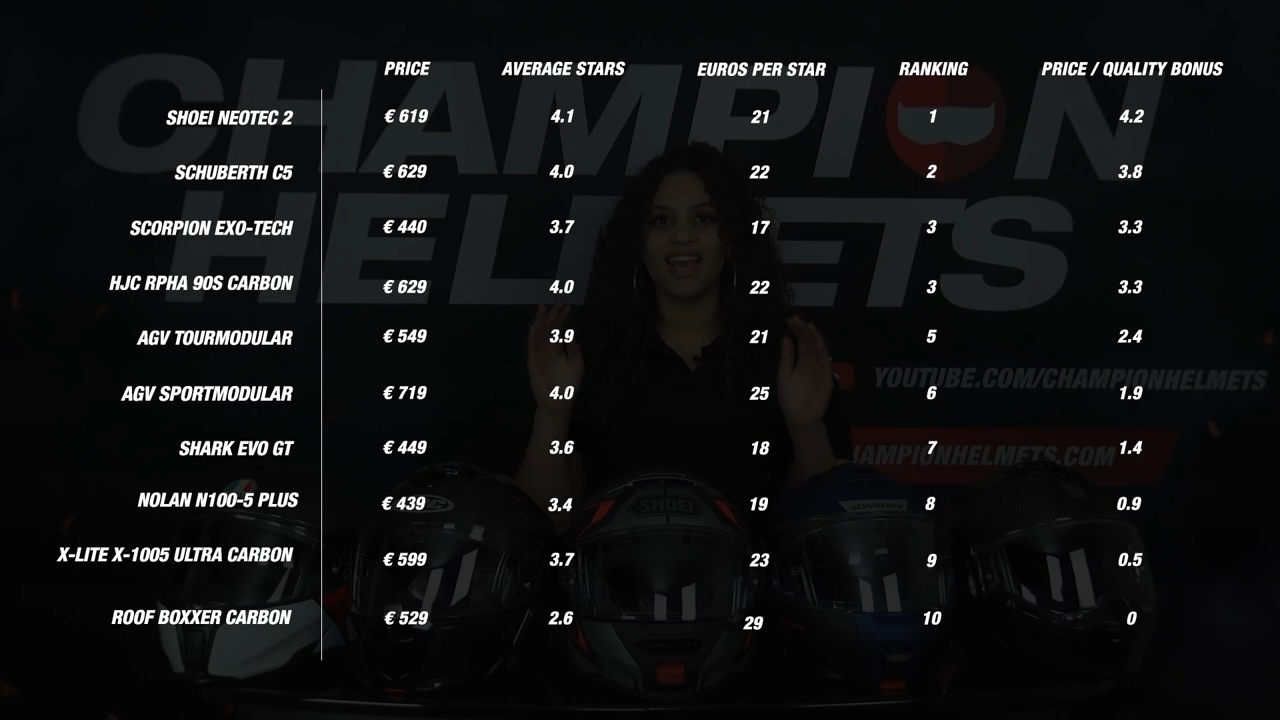 CHAMPION
HELMETS
PRICE AVERAGE STARS EUROS PER STAR RANKING PRICE / QUALITY BONUS
SHOEI NEOTEC 2 € 619 4.1 21 1 4.2
SCHUBERTH C5 € 629 4.0 22 2 3.8
SCORPION EXO-TECH € 440 3.7 17 3 3.3
HJC RPHA 90S CARBON € 629 4.0 22 3 3.3
AGV TOURMODULAR € 549 3.9 21 5 2.4
YOUTUBE.COM/CHAMPIONHELMETS
AGV SPORTMODULAR € 719 4.0 25 6 1.9
SHARK EVO GT € 449 3.6 18 7 1.4
HAMPIONHELMETS.COM
NOLAN N100-5 PLUS € 439 3.4 19 8 0.9
SHOEI
SCHUBERTH
X-LITE X-1005 ULTRA CARBON € 599 3.7 23 9 0.5
ROOF BOXXER CARBON € 529 2.6 29 10 0